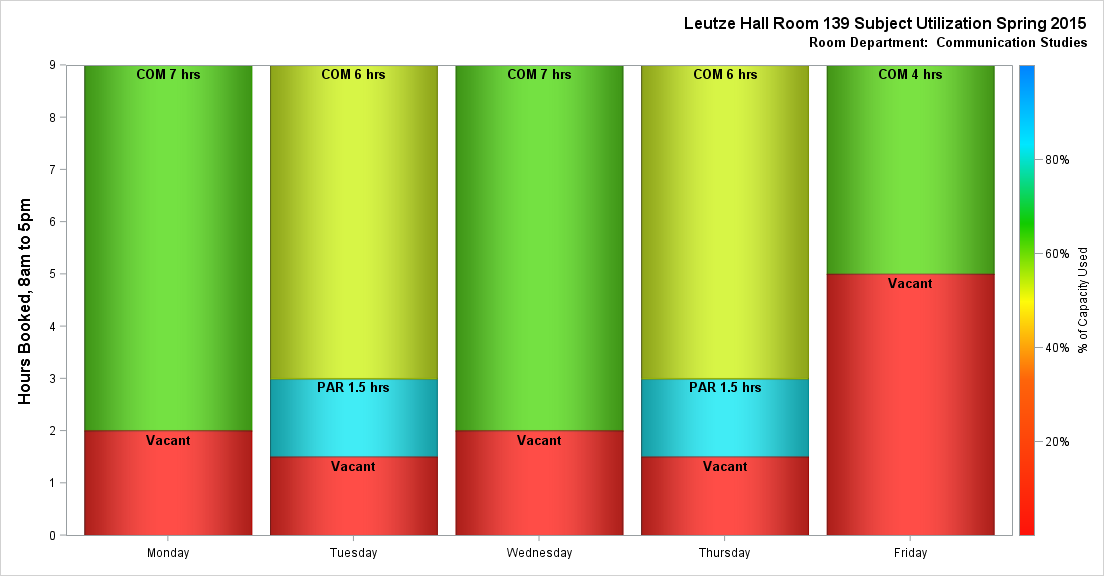 Leutze Hall Room 139 Subject Utilization Spring 2015
Room Department:  Communication Studies
Hours Booked, 8am to 5pm
9
8
7
6
5
4
3
2
1
0
COM 7 hrs
Vacant
COM 6 hrs
PAR 1.5 hrs
Vacant
COM 7 hrs
Vacant
COM 6 hrs
PAR 1.5 hrs
Vacant
COM 4 hrs
Vacant
Monday
Tuesday
Wednesday
Thursday
Friday
80%
60%
40%
20%
% of Capacity Used